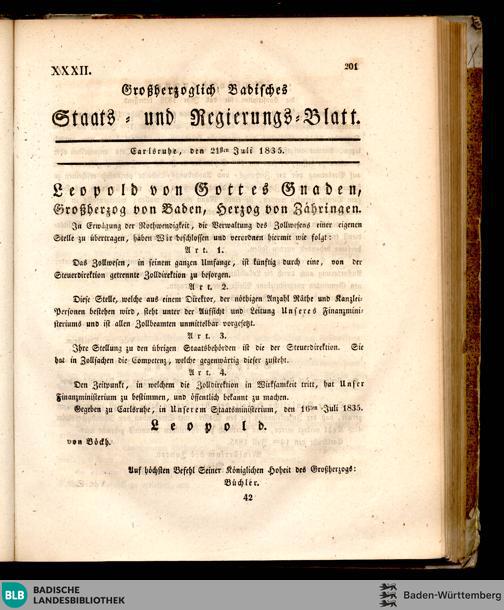 XXXII.
201
Großherzoglich Badisches
Staats- und Regierungs-Blatt.
Carlsruhe, den 21sten Juli 1835.
Leopold von Gottes Gnaden,
Großherzog von Baden, Herzog von Zähringen.
In Erwägung der Nothwendigkeit, die Verwaltung des Zollwesens einer eigenen
Stelle zu übertragen, haben Wir beschlossen und verordnen hiermit wie folgt:
Art. 1.
Das Zollwesen, in seinem ganzen Umfange, ist künftig durch eine, von der
Steuerdirektion getrennte Zolldirektion zu besorgen.
Art. 2.
Diese Stelle, welche aus einem Direktor, der nöthigen Anzahl Räthe und Kanzlei-
Personen bestehen wird, steht unter der Aufsicht und Leitung Unseres Finanzmini-
steriums und ist allen Zollbeamten unmittelbar vorgesetzt.
Art. 3.
Ihre Stellung zu den übrigen Staatsbehörden ist die der Steuerdirektion. Sie
hat in Zollsachen die Competenz, welche gegenwärtig dieser zusteht.
Art. 4.
Den Zeitpunkt, in welchem die Zolldirektion in Wirksamkeit tritt, hat Unser
Finanzministerium zu bestimmen, und öffentlich bekannt zu machen.
Gegeben zu Carlsruhe, in Unserem Staatsministerium, den 16ten Juli 1835.
Leopold.
von Böckh.
Auf höchsten Befehl Seiner Königlichen Hoheit des Großherzogs:
Büchler.
42
BLB BADISCHE
LANDESBIBLIOTHEK
Baden-Württemberg